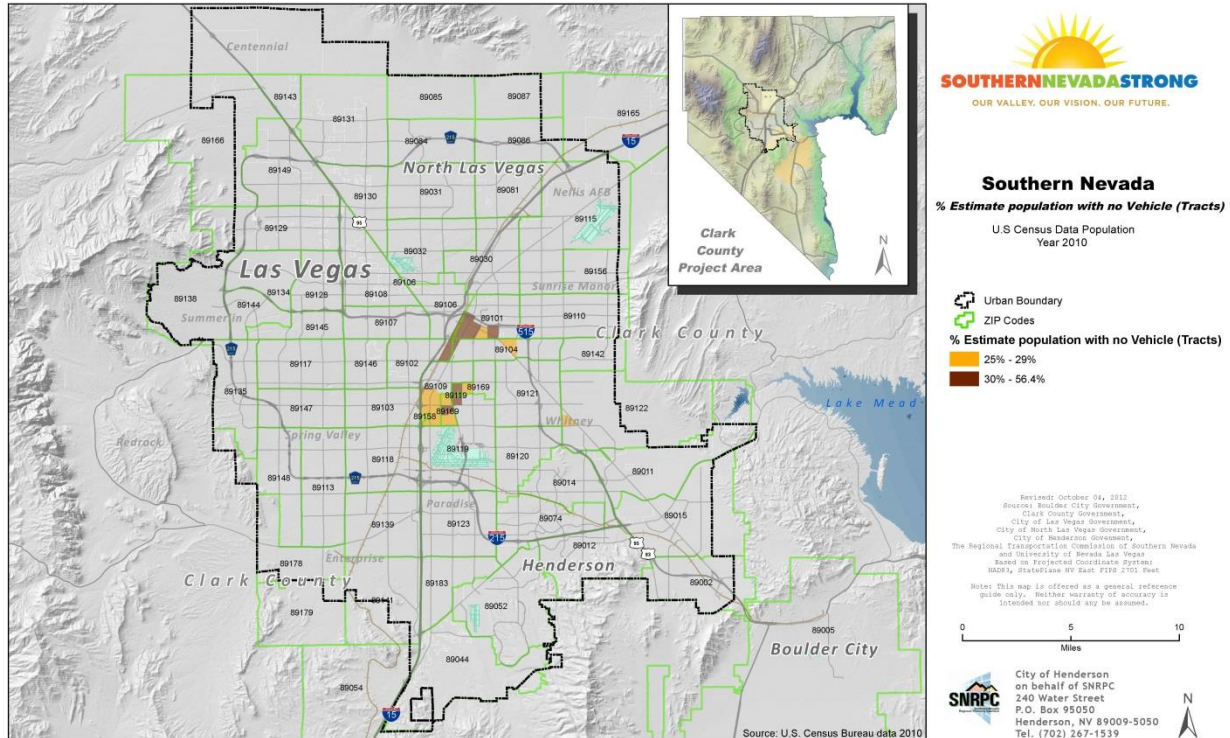 Centennial
89143
89085
89087
89165
89131
89166
219
15
89084
89086
North Las Vegas
89149
89130
89031
89081
Nellis AFB
95
89115
89129
89032
89030
89156
Las Vegas
89106
Sunrise Manor
89138
89144
89134
89128
89108
89106
89110
Summerlin
89145
89107
89101
515
Clark County
89104
89142
89117
89146
89102
89135
89109
89169
89119
89121
89122
Lake Mead
89147
89103
89158
89169
Whitney
Redrock
Spring Valley
89119
89118
89120
89011
89148
89113
89014
Paradise
89139
89123
89074
89015
215
89012
95
93
Enterprise
Henderson
89178
Clark County
89183
89002
89179
89141
89052
89005
Boulder City
89044
89054
15
Source: U.S. Census Bureau data 2010
Clark
County
Project Area
N
SOUTHERNNEVADASTRONG
OUR VALLEY. OUR VISION. OUR FUTURE.
Southern Nevada
% Estimate population with no Vehicle (Tracts)
U.S Census Data Population
Year 2010
Urban Boundary
ZIP Codes
% Estimate population with no Vehicle (Tracts)
25% - 29%
30% - 56.4%
Revised: October 04, 2012
Source: Boulder City Government,
Clark County Government,
City of Las Vegas Government,
City of North Las Vegas Government,
City of Henderson Government,
The Regional Transportation Commission of Southern Nevada
and University of Nevada Las Vegas
Based on Projected Coordinate System:
NAD83, StatePlane NV East FIPS 2701 Feet
Note: This map is offered as a general reference
guide only. Neither warranty of accuracy is
intended nor should any be assumed.
0 5 10
Miles
SNRPC
City of Henderson
on behalf of SNRPC
240 Water Street
P.O. Box 95050
Henderson, NV 89009-5050
Tel. (702) 267-1539
N